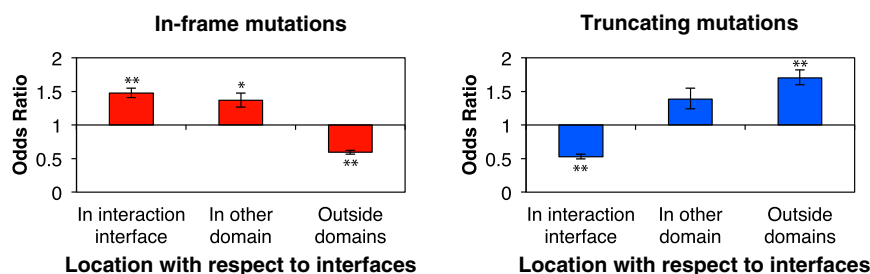 In-frame mutations
2
1.5
1
0.5
0
Odds Ratio
**
*
**
In interaction interface
In other domain
Outside domains
Location with respect to interfaces
Truncating mutations
2
1.5
1
0.5
0
Odds Ratio
**
**
In interaction interface
In other domain
Outside domains
Location with respect to interfaces